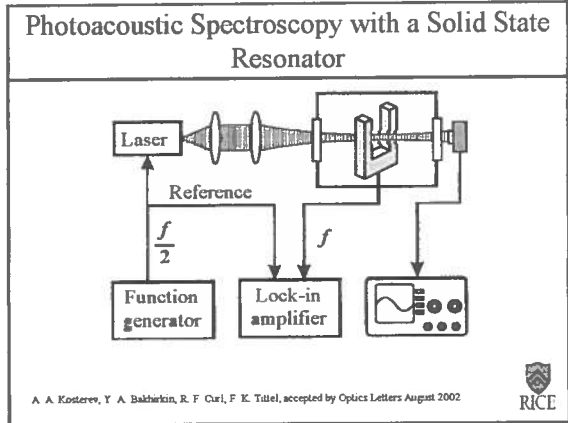 Photoacoustic Spectroscopy with a Solid State
Resonator
Laser
Reference
f
2
f
Function
generator
Lock-in
amplifier
A. A. Kosterev, Y. A. Bakhirkin, R. F. Curl, F. K. Tittel, accepted by Optics Letters August 2002
RICE